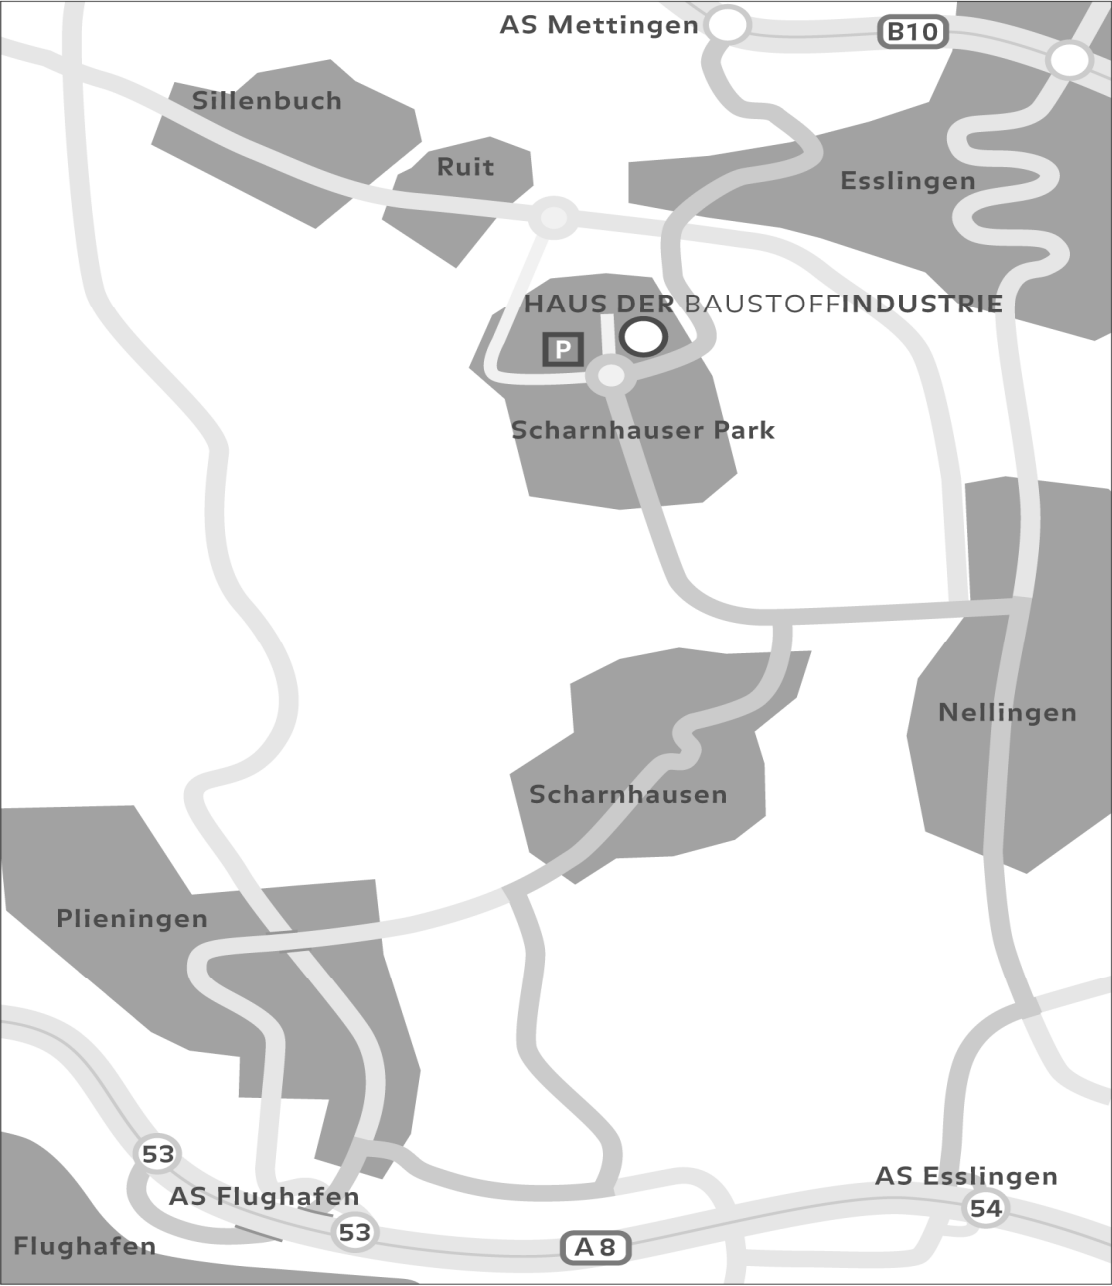 AS Mettingen
B10
Sillenbuch
Ruit
Esslingen
HAUS DER BAUSTOFFINDUSTRIE
P
Scharnhauser Park
Nellingen
Scharnhausen
Plieningen
53
AS Flughafen
AS Esslingen
54
53
A 8
Flughafen